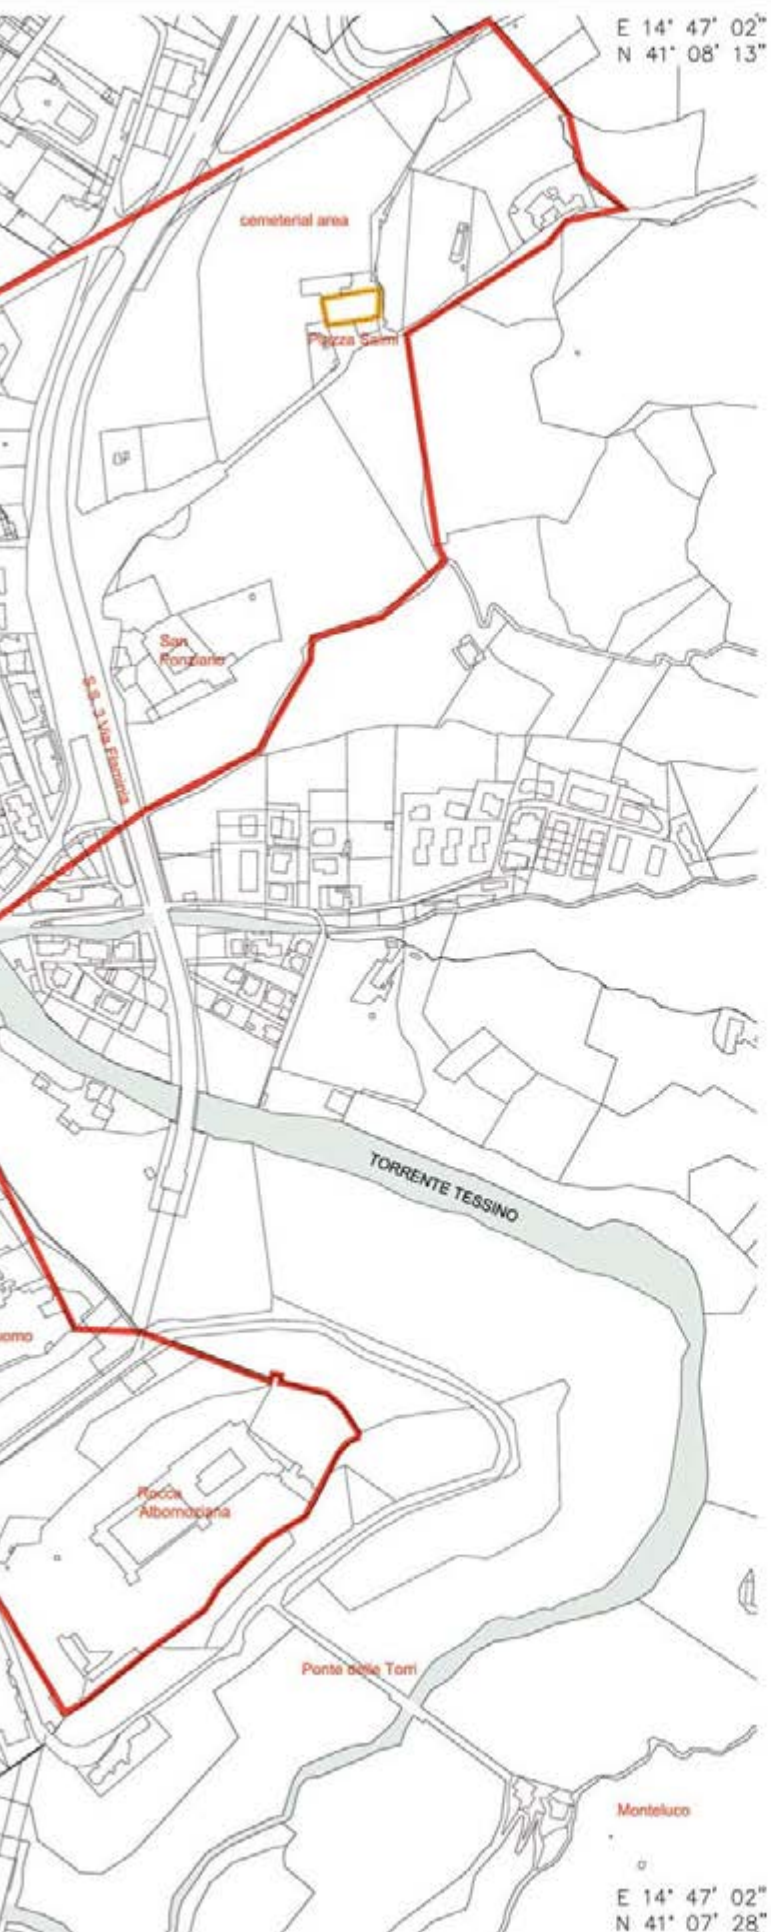 E 14° 47' 02"
N 41° 08' 13"
cemeterial area
Piazza Salmi
San
Ponziano
S.S. 3 Via Flaminia
TORRENTE TESSINO
uomo
Rocca
Albornoziana
Ponte delle Torri
Monteluco
E 14° 47' 02"
N 41° 07' 28"